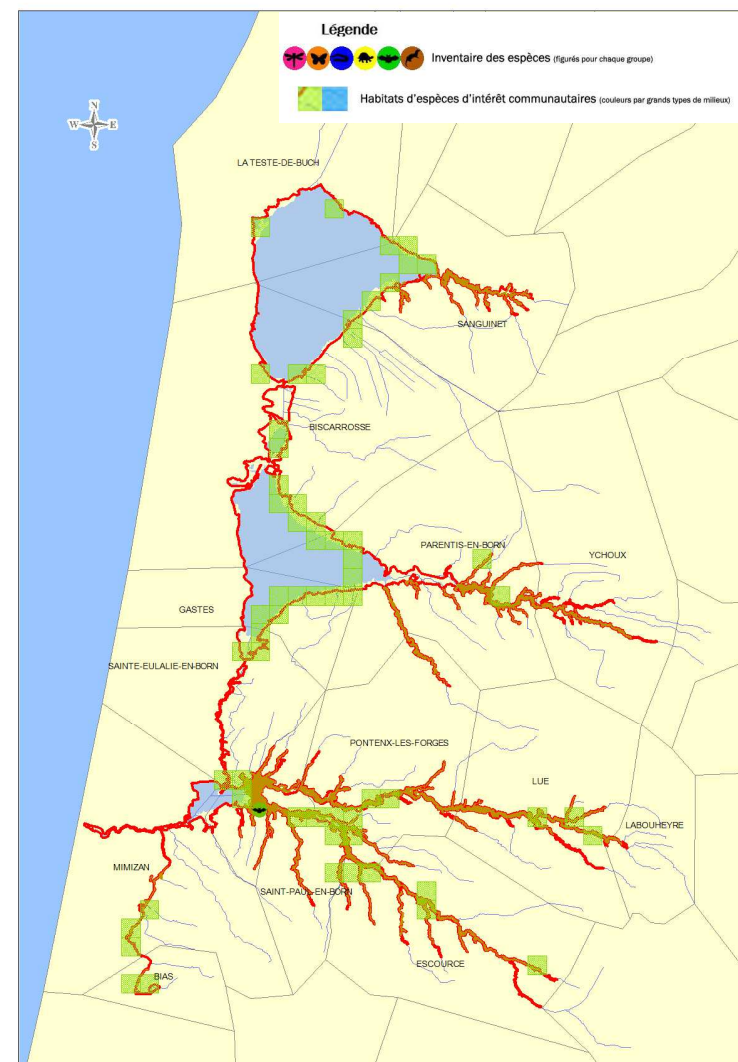 Légende
Inventaire des espèces (figurés pour chaque groupe)
Habitats d'espèces d'intérêt communautaires (couleurs par grands types de milieux)
N
W E
S
LA TESTE-DE-BUCH
SANGUINET
BISCARROSSE
PARENTIS-EN-BORN
YCHOUX
GASTES
SAINTE-EULALIE-EN-BORN
PONTENX-LES-FORGES
LUE
LABOUHEYRE
MIMIZAN
SAINT-PAUL-EN-BORN
ESCOURCE
BIAS